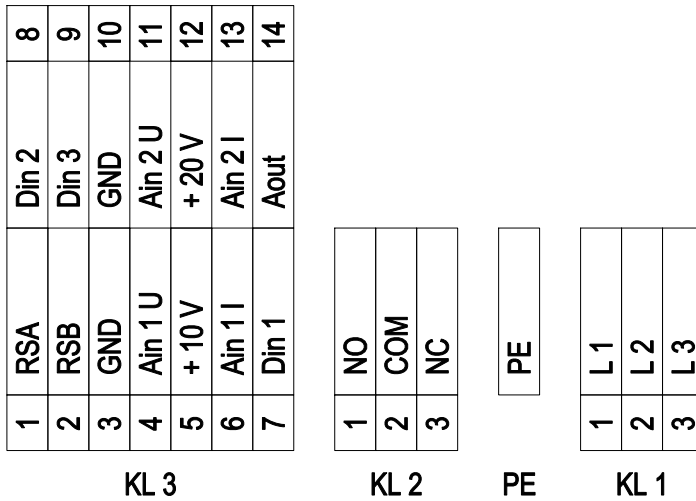 8 9 10 11 12 13 14
Din 2 Din 3 GND Ain 2 U + 20 V Ain 2 I Aout
RSA RSB GND Ain 1 U + 10 V Ain 1 I Din 1
1 2 3 4 5 6 7
KL 3
NO COM NC
1 2 3
KL 2
PE
PE
L 1 L 2 L 3
1 2 3
KL 1